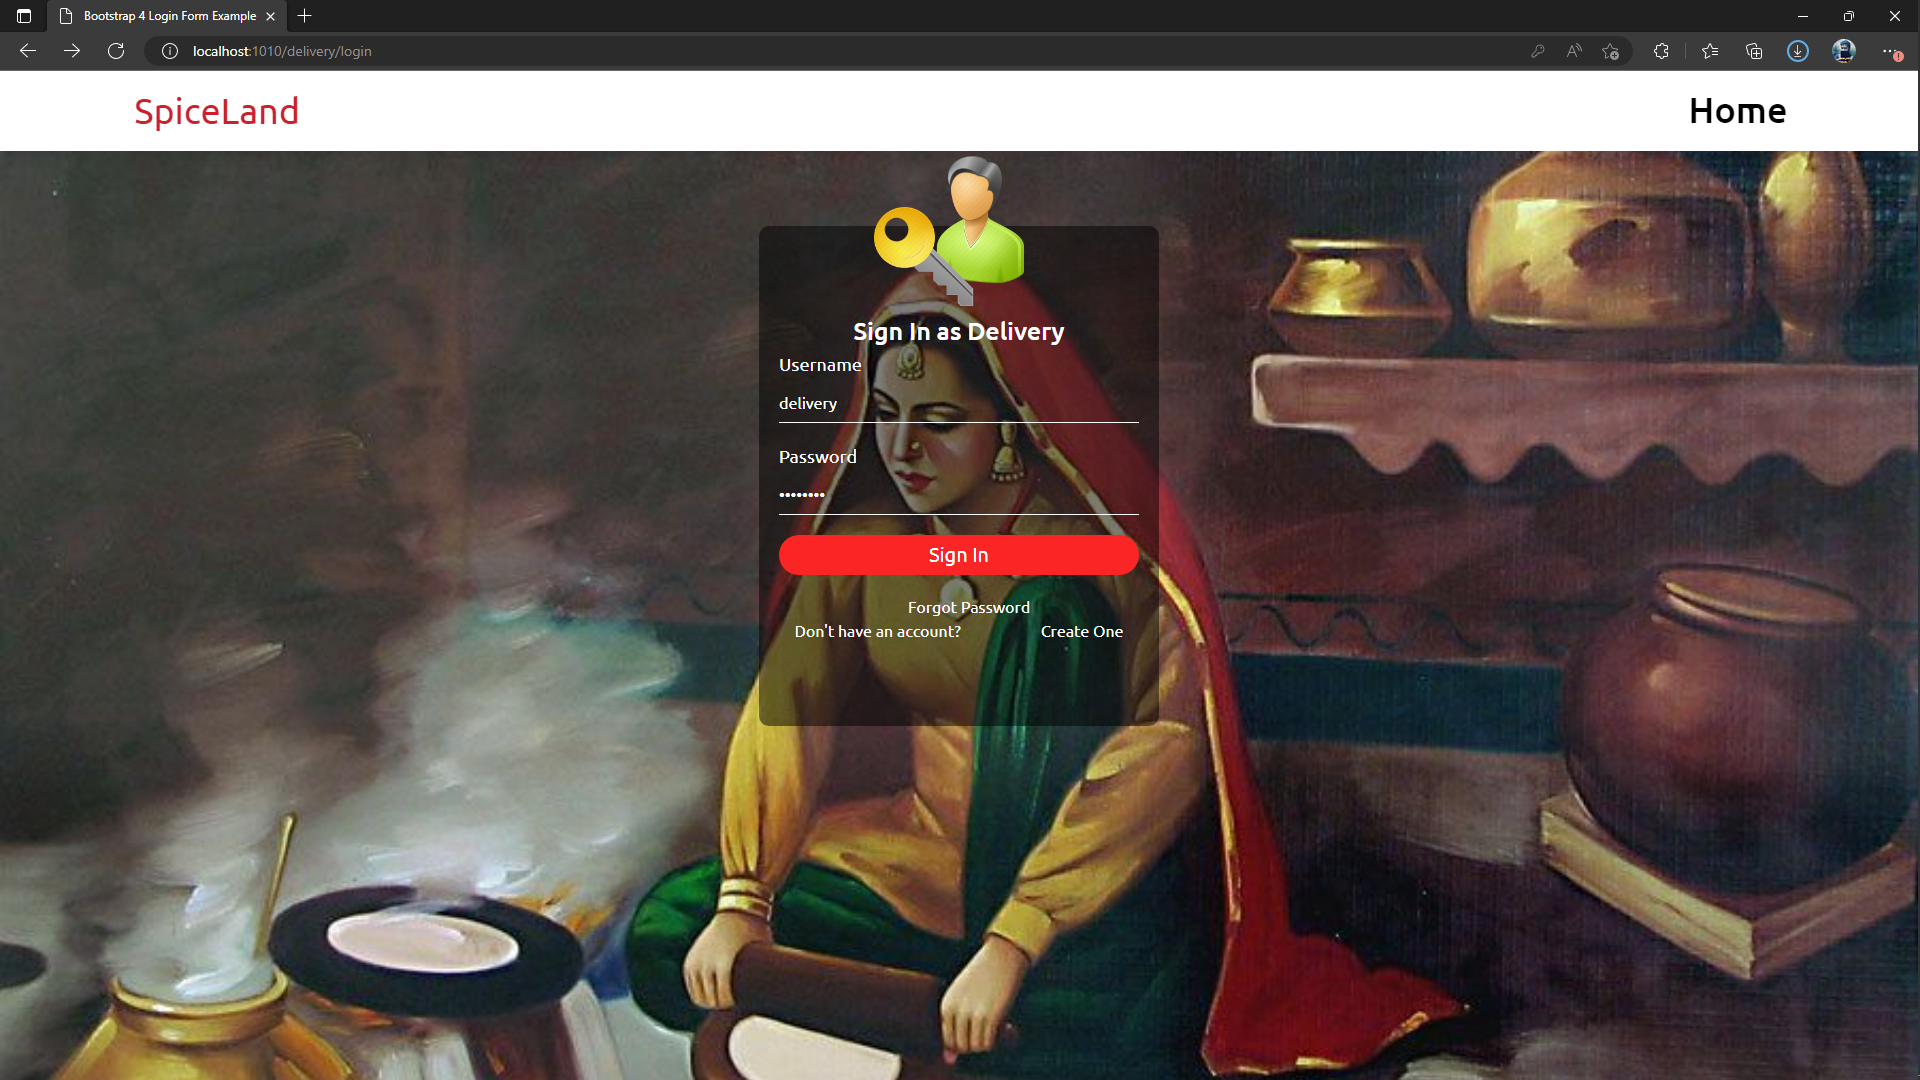 Bootstrap 4 Login Form Example
localhost:1010/delivery/login
SpiceLand
Home
Sign In as Delivery
Username
delivery
Password
••••••••
Sign In
Forgot Password
Don't have an account? Create One